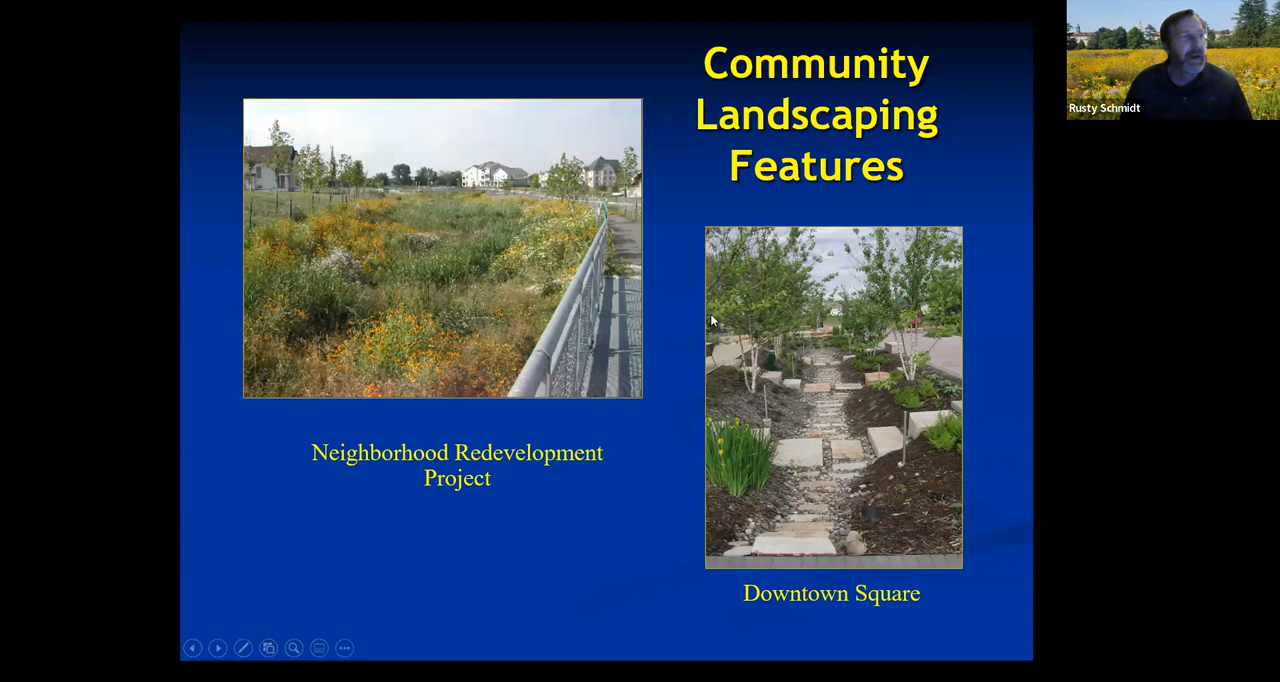 Community
Landscaping
Features
Rusty Schmidt
Neighborhood Redevelopment
Project
Downtown Square